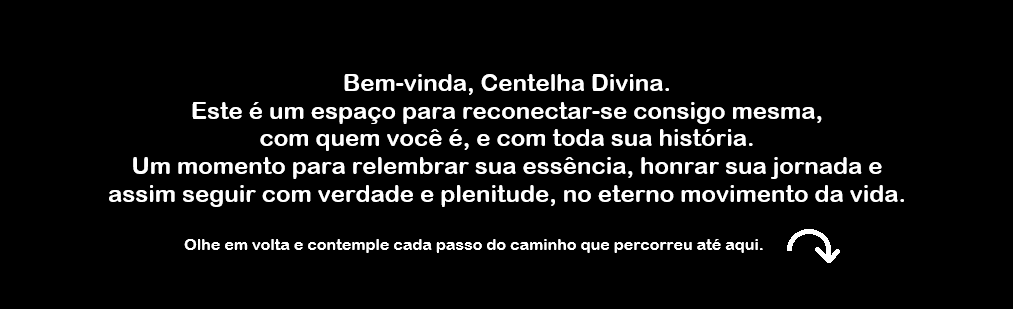 Bem-vinda, Centelha Divina.
Este é um espaço para reconectar-se consigo mesma,
com quem você é, e com toda sua história.
Um momento para relembrar sua essência, honrar sua jornada e
assim seguir com verdade e plenitude, no eterno movimento da vida.
Olhe em volta e contemple cada passo do caminho que percorreu até aqui.